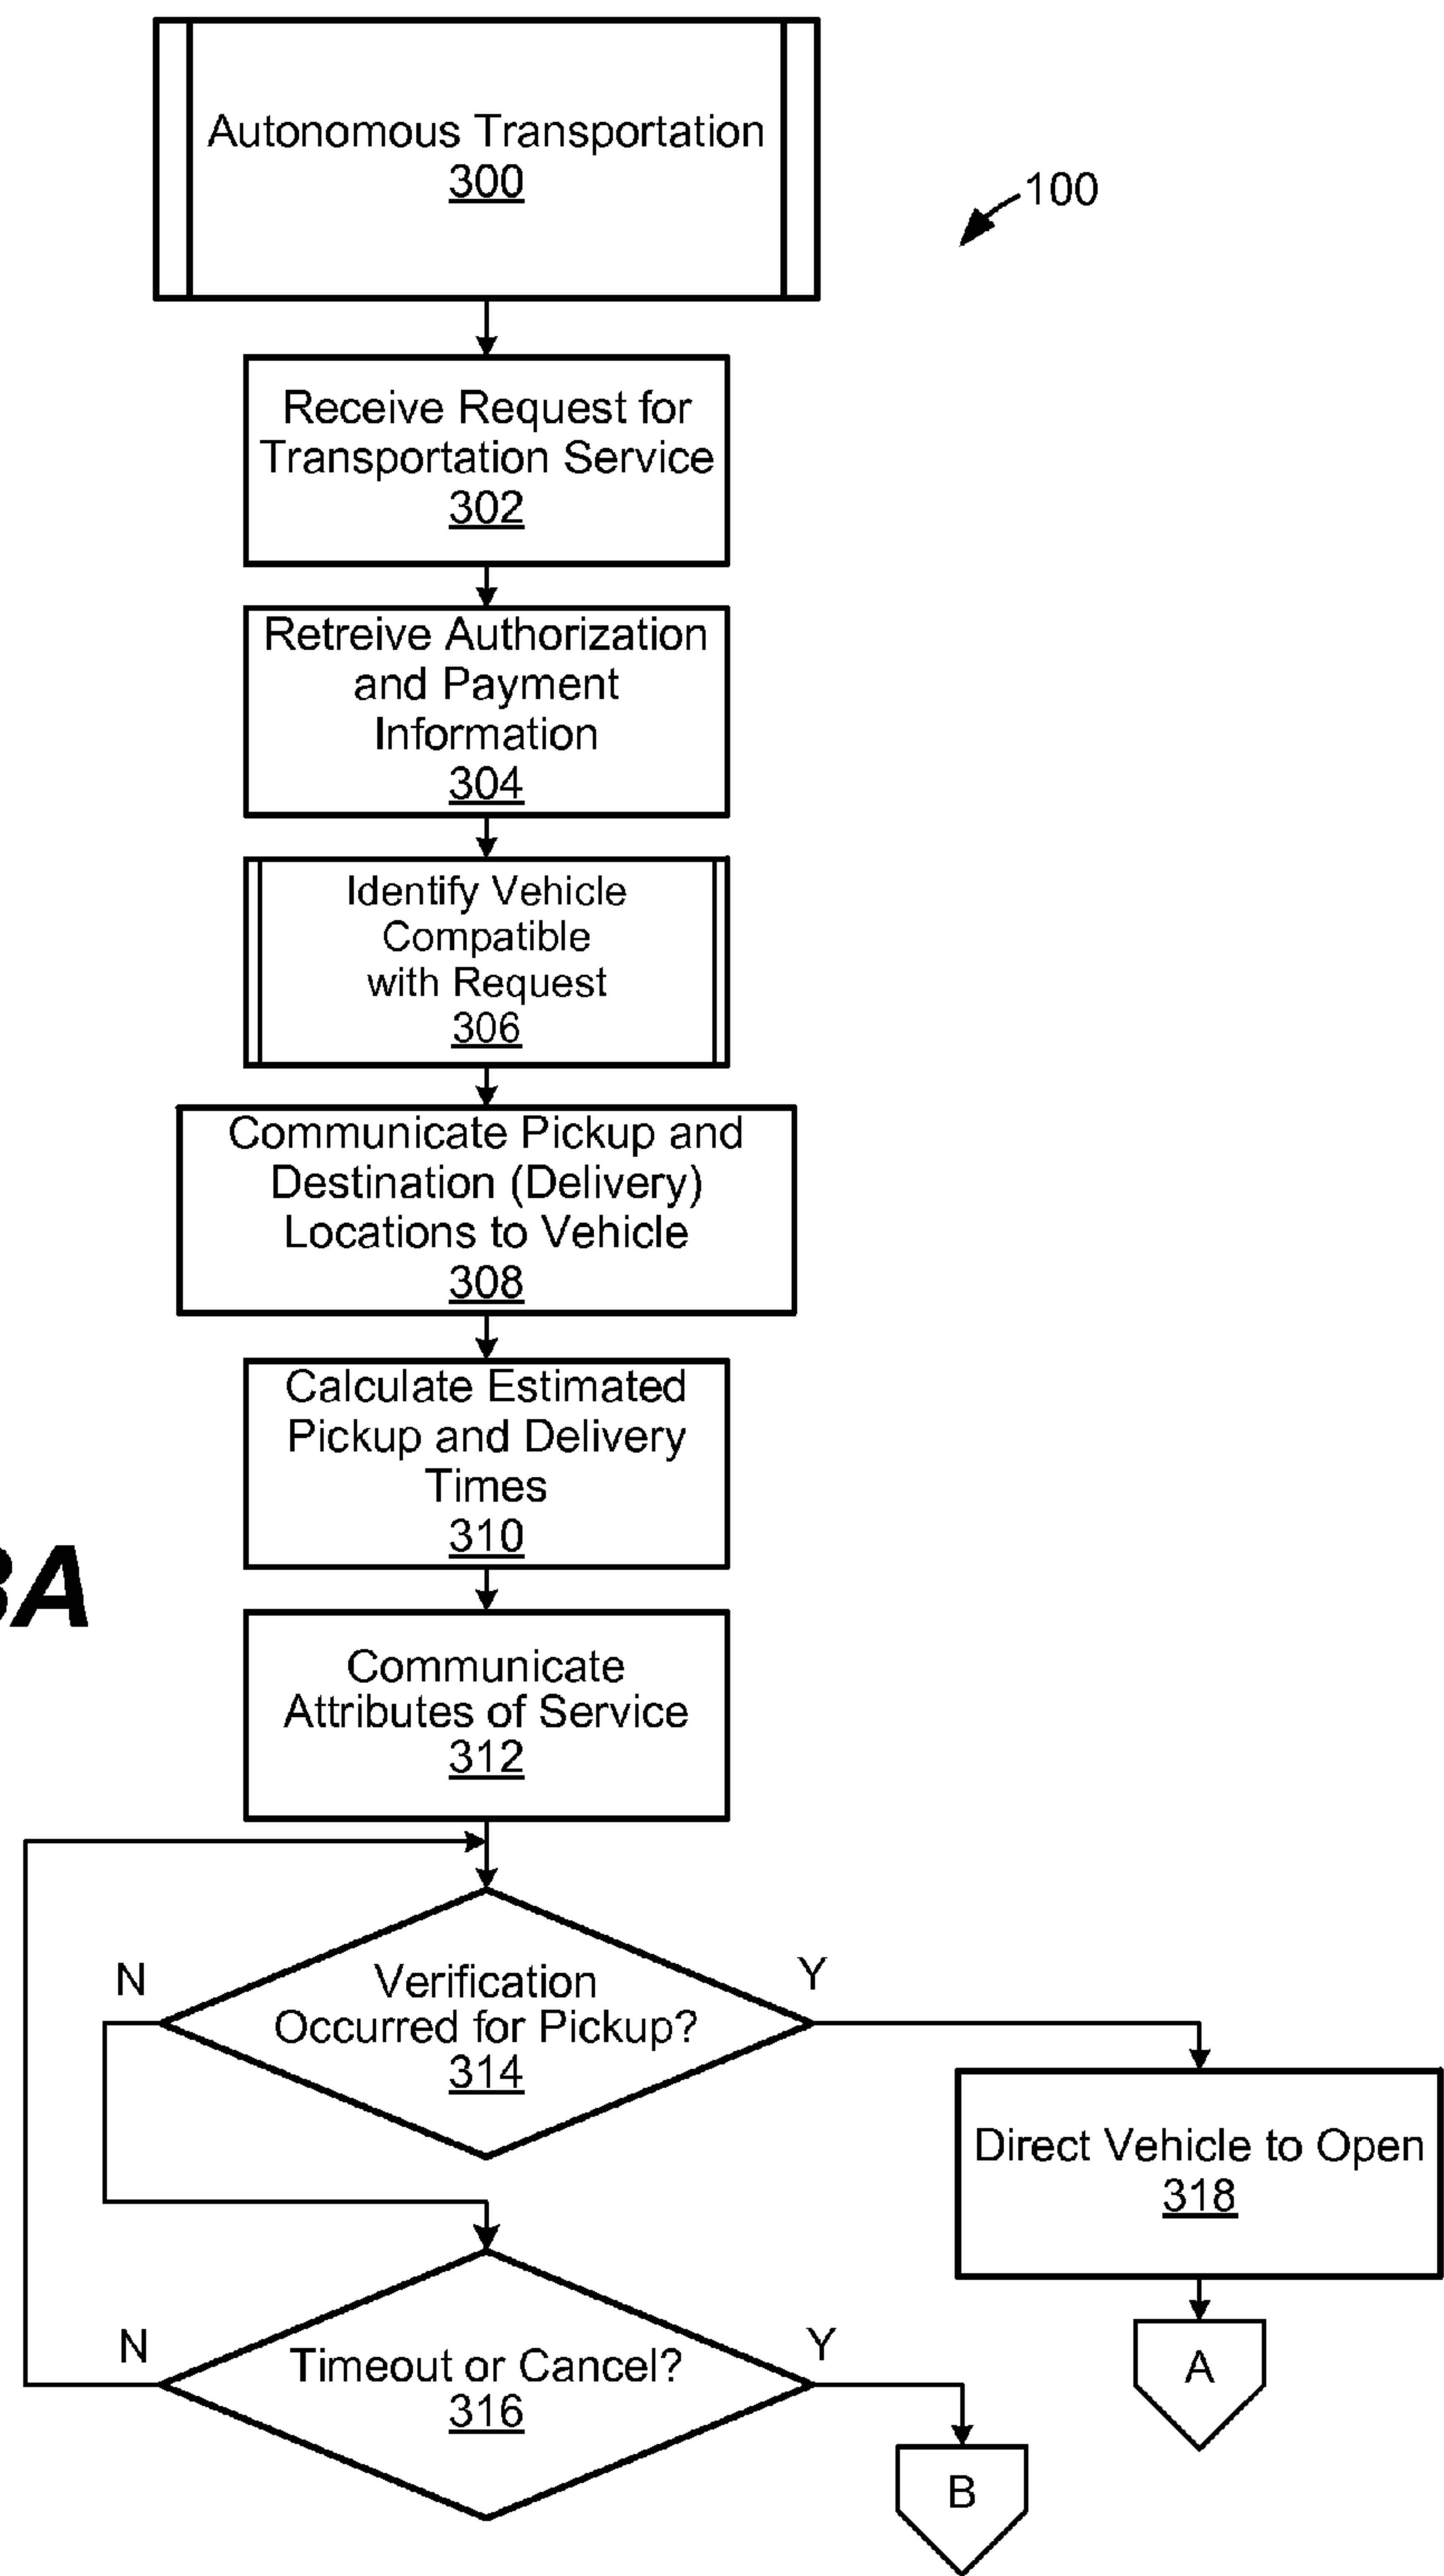 Autonomous Transportation
300
100
Receive Request for
Transportation Service
302
Retreive Authorization
and Payment
Information
304
Identify Vehicle
Compatible
with Request
306
Communicate Pickup and
Destination (Delivery)
Locations to Vehicle
308
Calculate Estimated
Pickup and Delivery
Times
310
3A
Communicate
Attributes of Service
312
N
Verification
Occurred for Pickup?
314
Y
Direct Vehicle to Open
318
N
Timeout or Cancel?
316
Y
A
B